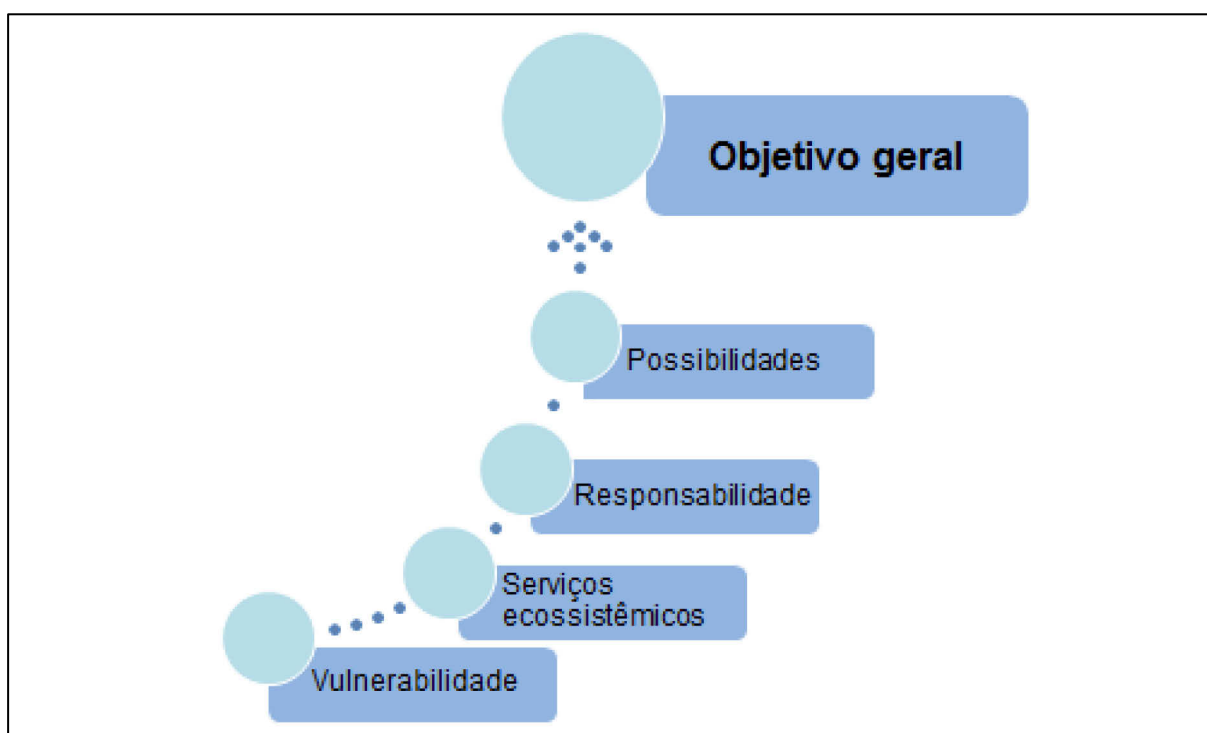 Objetivo geral
Possibilidades
Responsabilidade
Serviços
ecossistêmicos
Vulnerabilidade